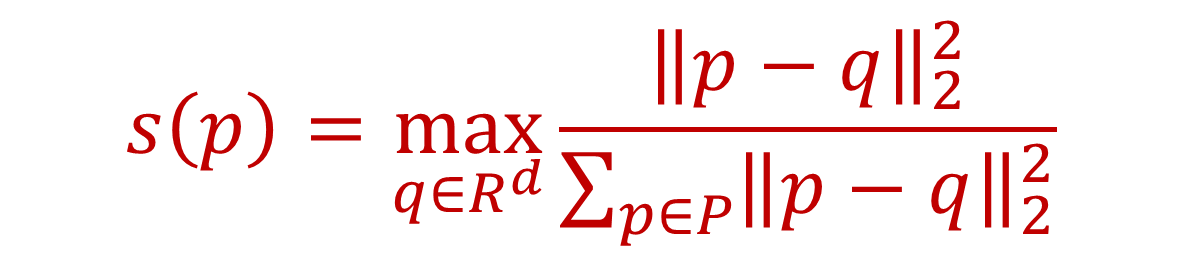 s(p) = max_{q∈R^d} ‖p − q‖₂² / ∑_{p∈P}‖p − q‖₂²